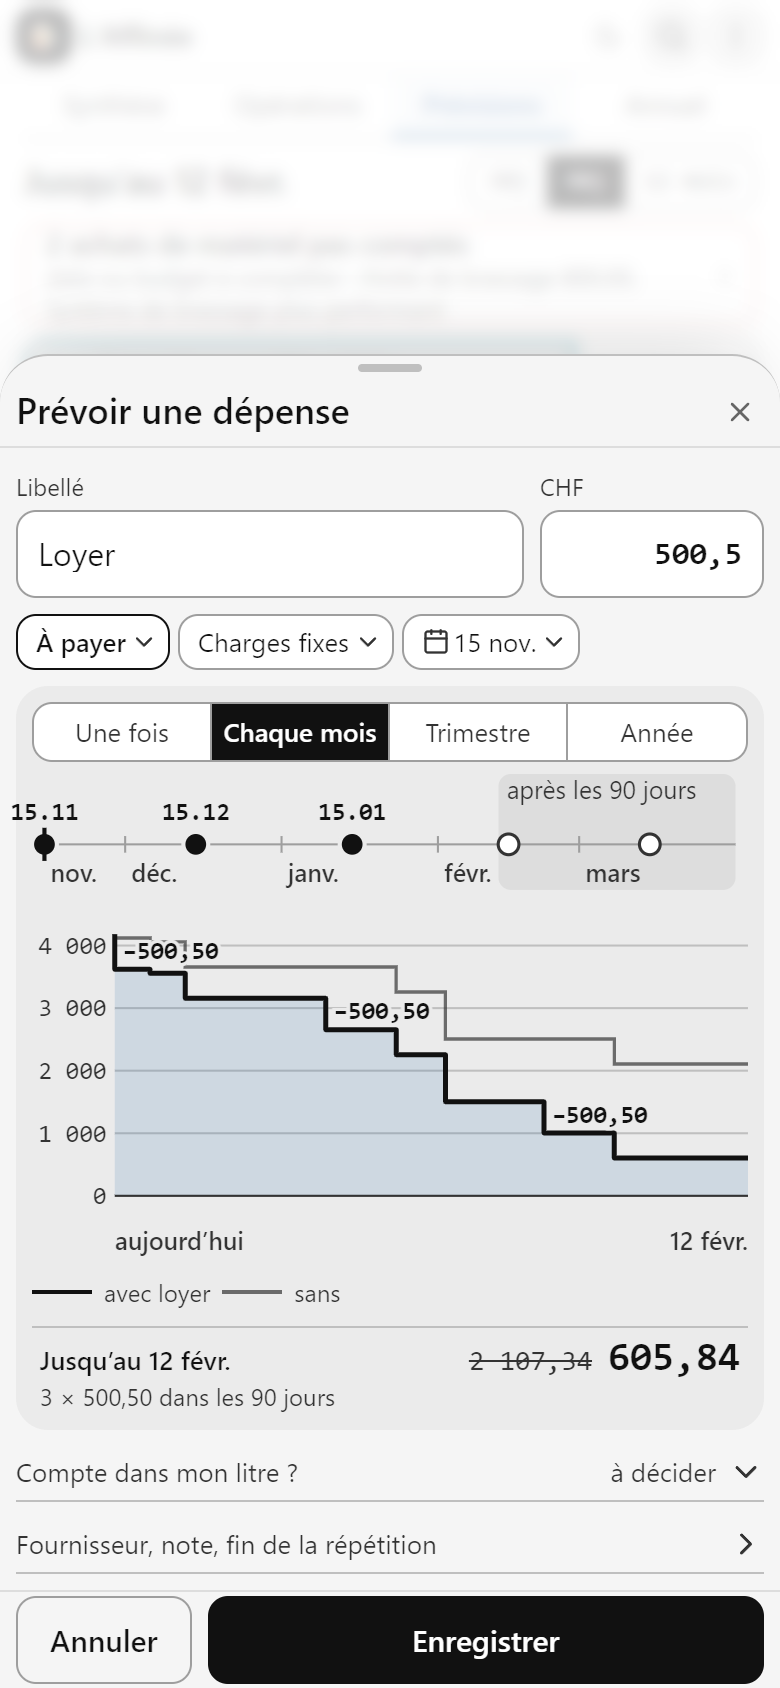 Prévoir une dépense
Libellé
CHF
Loyer
500,5
À payer
Charges fixes
15 nov.
Une fois
Chaque mois
Trimestre
Année
après les 90 jours
15.11
15.12
15.01
nov.
déc.
janv.
févr.
mars
4 000
3 000
2 000
1 000
0
−500,50
−500,50
−500,50
aujourd’hui
12 févr.
avec loyer
sans
Jusqu’au 12 févr.
2 107,34
605,84
3 × 500,50 dans les 90 jours
Compte dans mon litre ?
à décider
Fournisseur, note, fin de la répétition
Annuler
Enregistrer